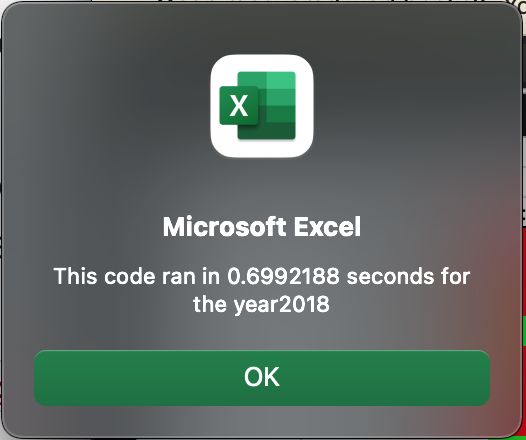 X
Microsoft Excel
This code ran in 0.6992188 seconds for
the year2018
OK